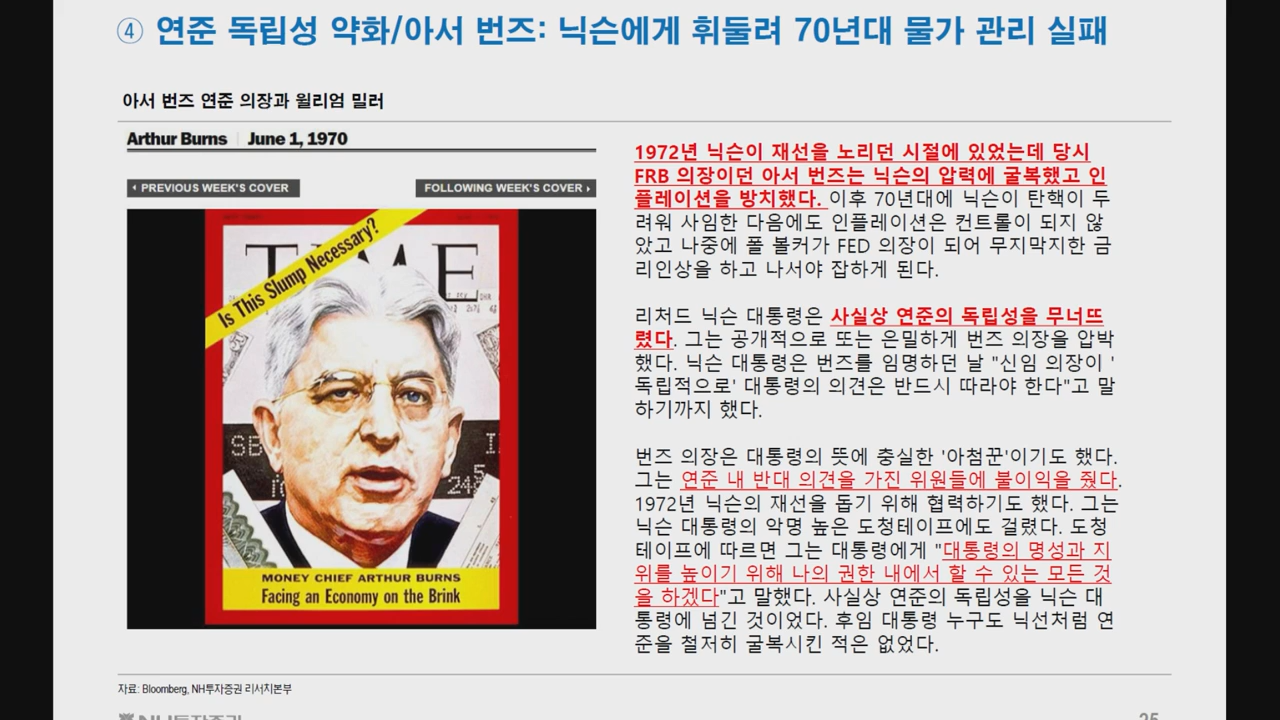 ④ 연준 독립성 약화/아서 번즈: 닉슨에게 휘둘려 70년대 물가 관리 실패
아서 번즈 연준 의장과 윌리엄 밀러
Arthur Burns | June 1, 1970
PREVIOUS WEEK'S COVER
FOLLOWING WEEK'S COVER
Is This Slump Necessary?
TIME
MONEY CHIEF ARTHUR BURNS
Facing an Economy on the Brink
1972년 닉슨이 재선을 노리던 시절에 있었는데 당시
FRB 의장이던 아서 번즈는 닉슨의 압력에 굴복했고 인
플레이션을 방치했다. 이후 70년대에 닉슨이 탄핵이 두
려워 사임한 다음에도 인플레이션은 컨트롤이 되지 않
았고 나중에 폴 볼커가 FED 의장이 되어 무지막지한 금
리인상을 하고 나서야 잡하게 된다.
리처드 닉슨 대통령은 사실상 연준의 독립성을 무너뜨
렸다. 그는 공개적으로 또는 은밀하게 번즈 의장을 압박
했다. 닉슨 대통령은 번즈를 임명하던 날 "신임 의장이 '
독립적으로' 대통령의 의견은 반드시 따라야 한다"고 말
하기까지 했다.
번즈 의장은 대통령의 뜻에 충실한 '아첨꾼'이기도 했다.
그는 연준 내 반대 의견을 가진 위원들에 불이익을 줬다.
1972년 닉슨의 재선을 돕기 위해 협력하기도 했다. 그는
닉슨 대통령의 악명 높은 도청테이프에도 걸렸다. 도청
테이프에 따르면 그는 대통령에게 "대통령의 명성과 지
위를 높이기 위해 나의 권한 내에서 할 수 있는 모든 것
을 하겠다"고 말했다. 사실상 연준의 독립성을 닉슨 대
통령에 넘긴 것이었다. 후임 대통령 누구도 닉선처럼 연
준을 철저히 굴복시킨 적은 없었다.
자료: Bloomberg, NH투자증권 리서치본부
NH투자증권
25